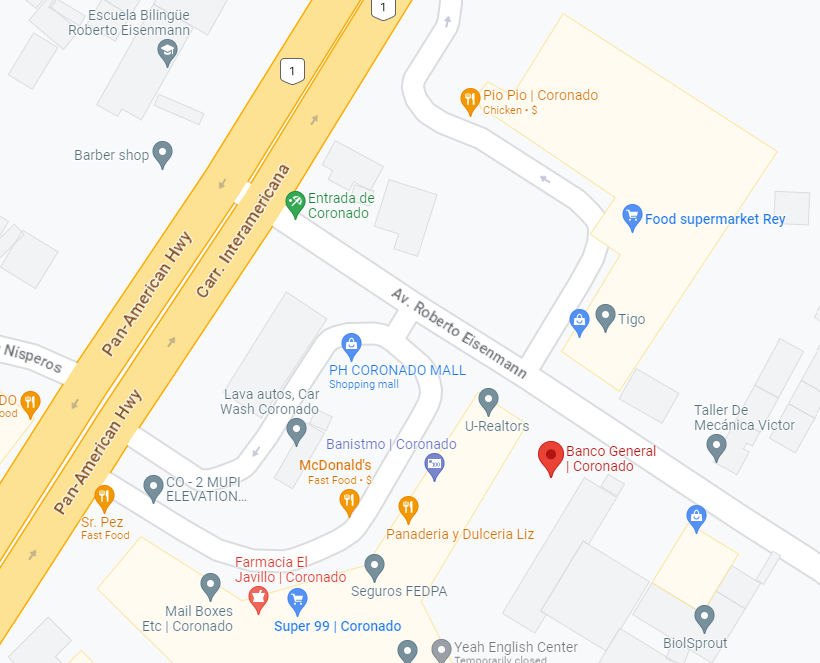 Escuela Bilingüe
Roberto Eisenmann
1
1
Pio Pio | Coronado
Chicken • $
Barber shop
Entrada de
Coronado
Carr. Interamericana
Pan-American Hwy
Food supermarket Rey
Av. Roberto Eisenmann
Tigo
Nisperos
PH CORONADO MALL
Shopping mall
DO
ood
Lava autos, Car
Wash Coronado
U-Realtors
Taller De
Mecánica Victor
Pan-American Hwy
Banistmo | Coronado
Banco General
| Coronado
McDonald's
Fast Food • $
CO - 2 MUPI
ELEVATION...
Sr. Pez
Fast Food
Panaderia y Dulceria Liz
Farmacia El
Javillo | Coronado
Seguros FEDPA
Mail Boxes
Etc | Coronado
Super 99 | Coronado
BiolSprout
Yeah English Center
Temporarily closed